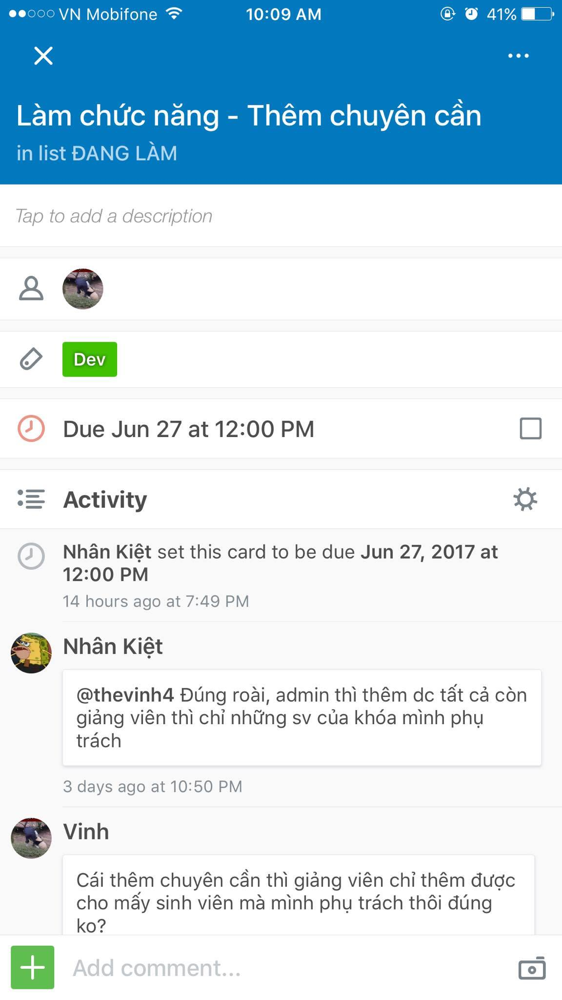 VN Mobifone 10:09 AM 41%
Làm chức năng - Thêm chuyên cần
in list ĐANG LÀM
Tap to add a description
Dev
Due Jun 27 at 12:00 PM
Activity
Nhân Kiệt set this card to be due Jun 27, 2017 at
12:00 PM
14 hours ago at 7:49 PM
Nhân Kiệt
@thevinh4 Đúng roài, admin thì thêm dc tất cả còn
giảng viên thì chỉ những sv của khóa mình phụ
trách
3 days ago at 10:50 PM
Vinh
Cái thêm chuyên cần thì giảng viên chỉ thêm được
cho mấy sinh viên mà mình phụ trách thôi đúng
ko?
Add comment...